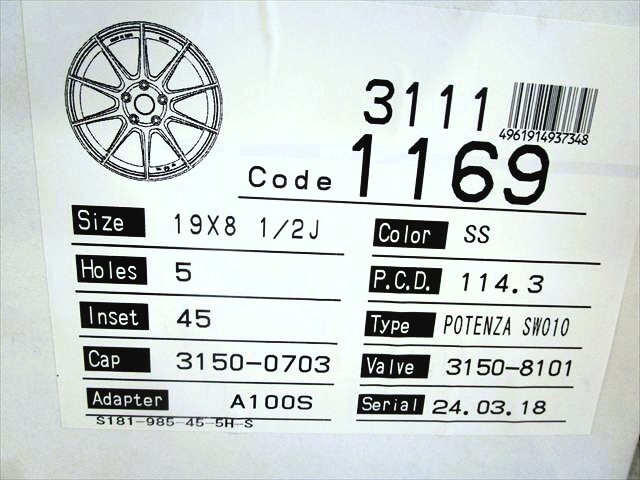 3111
4961914937348
Code 1169
Size 19X8 1/2J
Color SS
Holes 5
P.C.D. 114.3
Inset 45
Type POTENZA SW010
Cap 3150-0703
Valve 3150-8101
Adapter A100S
Serial 24.03.18
S181-985-45-5H-S